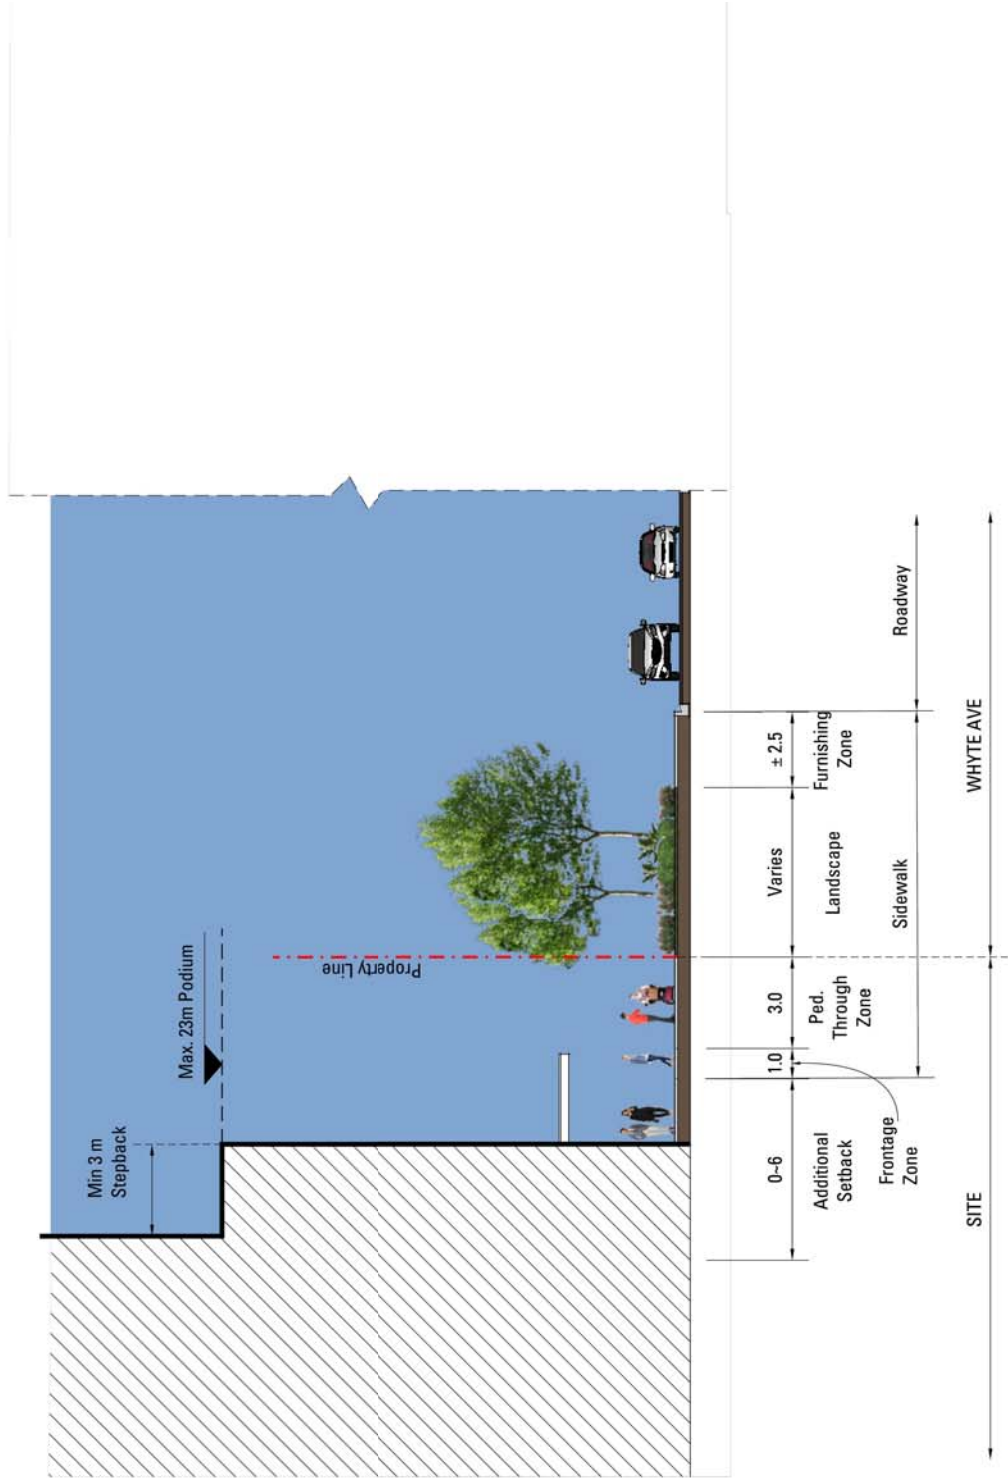 Min 3 m
Stepback
Max. 23m Podium
Property Line
0~6
1.0
3.0
Varies
± 2.5
Additional
Setback
Ped.
Through
Zone
Landscape
Furnishing
Zone
Frontage
Zone
Sidewalk
Roadway
SITE
WHYTE AVE